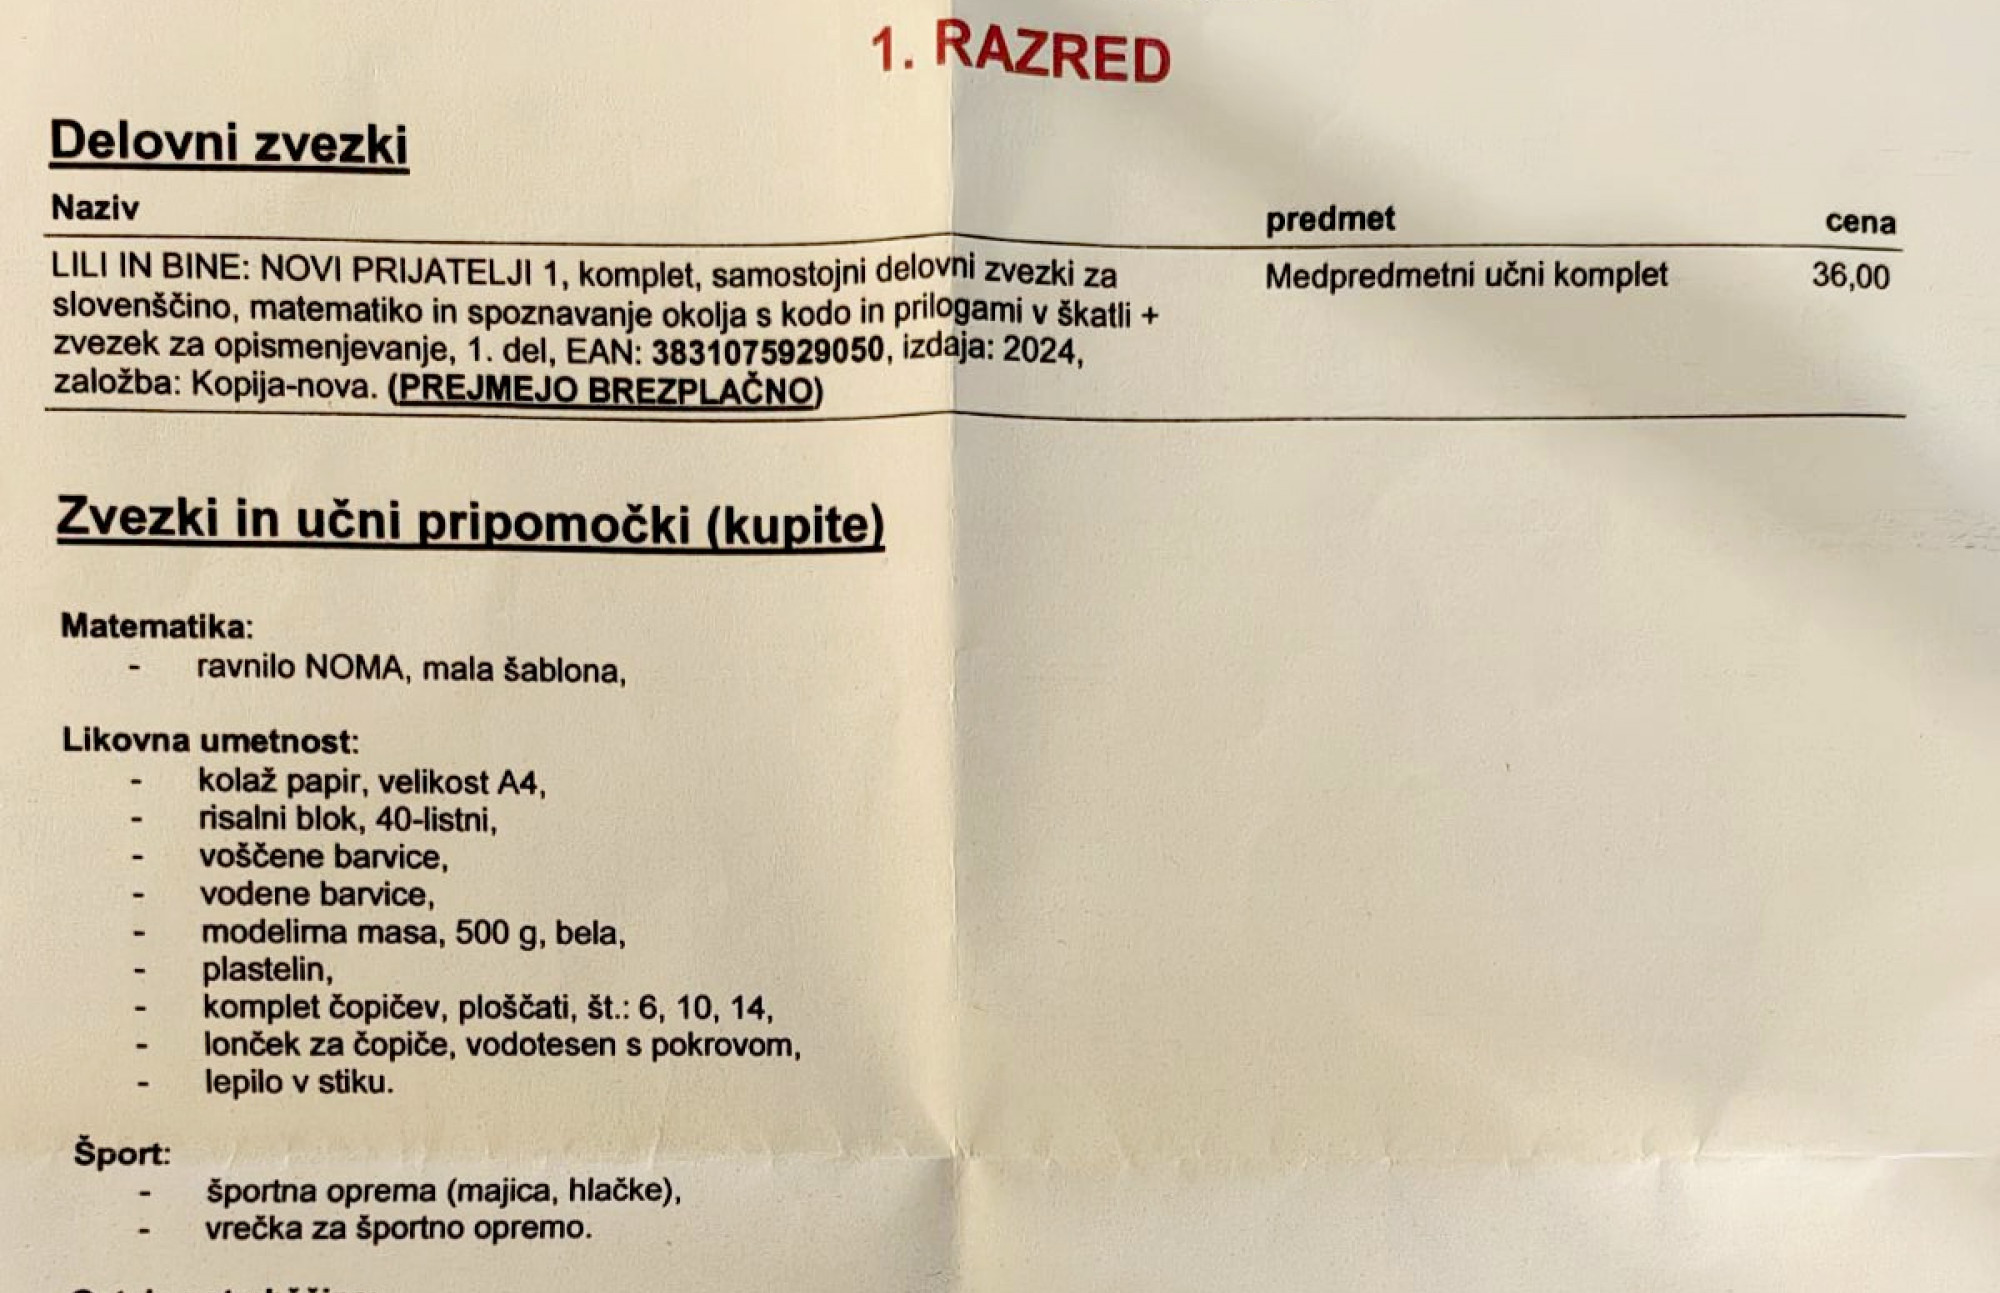 1. RAZRED
Delovni zvezki
Naziv predmet cena
LILI IN BINE: NOVI PRIJATELJI 1, komplet, samostojni delovni zvezki za Medpredmetni učni komplet 36,00
slovenščino, matematiko in spoznavanje okolja s kodo in prilogami v škatli +
zvezek za opismenjevanje, 1. del, EAN: 3831075929050, izdaja: 2024,
založba: Kopija-nova. (PREJMEJO BREZPLAČNO)
Zvezki in učni pripomočki (kupite)
Matematika:
- ravnilo NOMA, mala šablona,
Likovna umetnost:
- kolaž papir, velikost A4,
- risalni blok, 40-listni,
- voščene barvice,
- vodene barvice,
- modelirna masa, 500 g, bela,
- plastelin,
- komplet čopičev, ploščati, št.: 6, 10, 14,
- lonček za čopiče, vodotesen s pokrovom,
- lepilo v stiku.
Šport:
- športna oprema (majica, hlačke),
- vrečka za športno opremo.